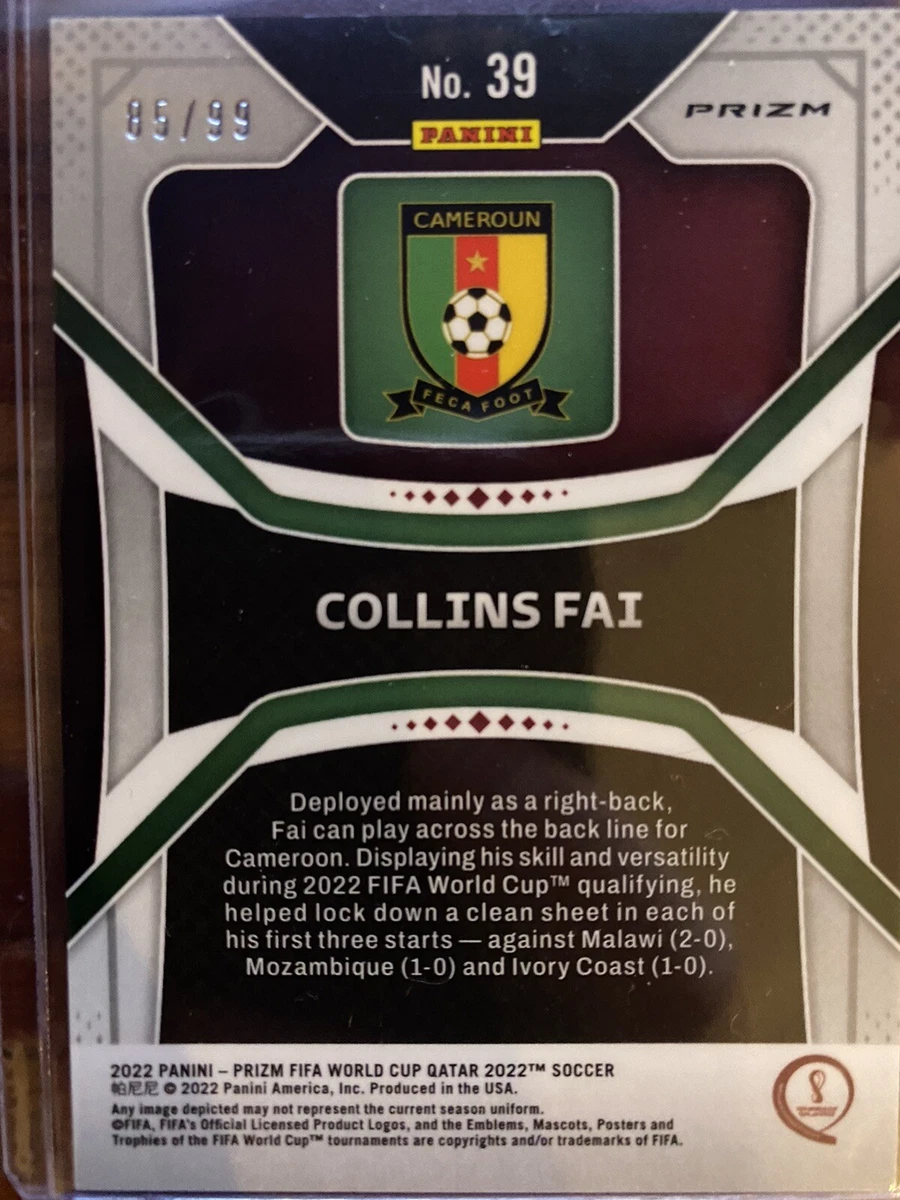 No. 39
85/99
PRIZM
PANINI
CAMEROUN
FECAFOOT
COLLINS FAI
Deployed mainly as a right-back,
Fai can play across the back line for
Cameroon. Displaying his skill and versatility
during 2022 FIFA World Cup™ qualifying, he
helped lock down a clean sheet in each of
his first three starts — against Malawi (2-0),
Mozambique (1-0) and Ivory Coast (1-0).
2022 PANINI – PRIZM FIFA WORLD CUP QATAR 2022™ SOCCER
帕尼尼 © 2022 Panini America, Inc. Produced in the USA.
Any image depicted may not represent the current season uniform.
©FIFA, FIFA's Official Licensed Product Logos, and the Emblems, Mascots, Posters and
Trophies of the FIFA World Cup™ tournaments are copyrights and/or trademarks of FIFA.